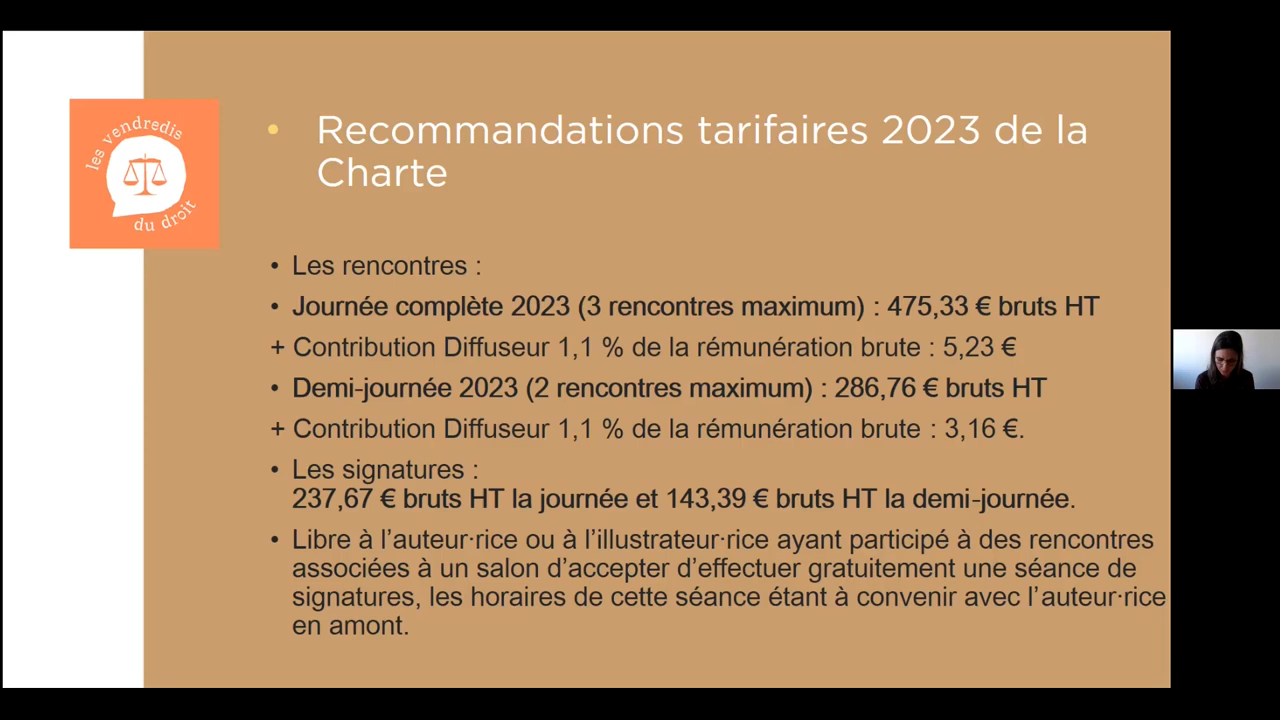 les vendredis
du droit
• Recommandations tarifaires 2023 de la
Charte
• Les rencontres :
• Journée complète 2023 (3 rencontres maximum) : 475,33 € bruts HT
+ Contribution Diffuseur 1,1 % de la rémunération brute : 5,23 €
• Demi-journée 2023 (2 rencontres maximum) : 286,76 € bruts HT
+ Contribution Diffuseur 1,1 % de la rémunération brute : 3,16 €.
• Les signatures :
237,67 € bruts HT la journée et 143,39 € bruts HT la demi-journée.
• Libre à l’auteur·rice ou à l’illustrateur·rice ayant participé à des rencontres
associées à un salon d’accepter d’effectuer gratuitement une séance de
signatures, les horaires de cette séance étant à convenir avec l’auteur·rice
en amont.